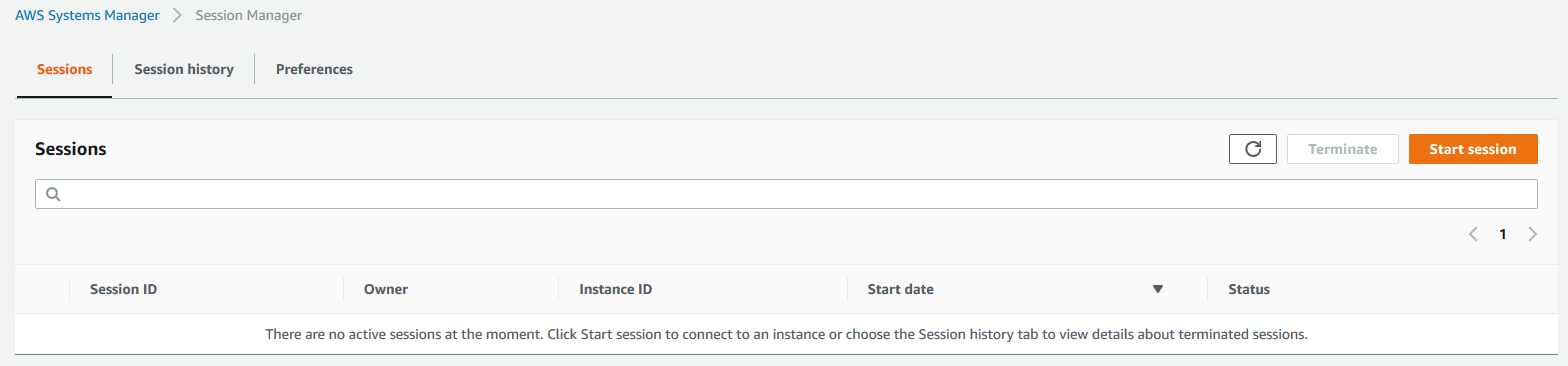 AWS Systems Manager > Session Manager
Sessions Session history Preferences
Sessions Terminate Start session
1
Session ID Owner Instance ID Start date Status
There are no active sessions at the moment. Click Start session to connect to an instance or choose the Session history tab to view details about terminated sessions.